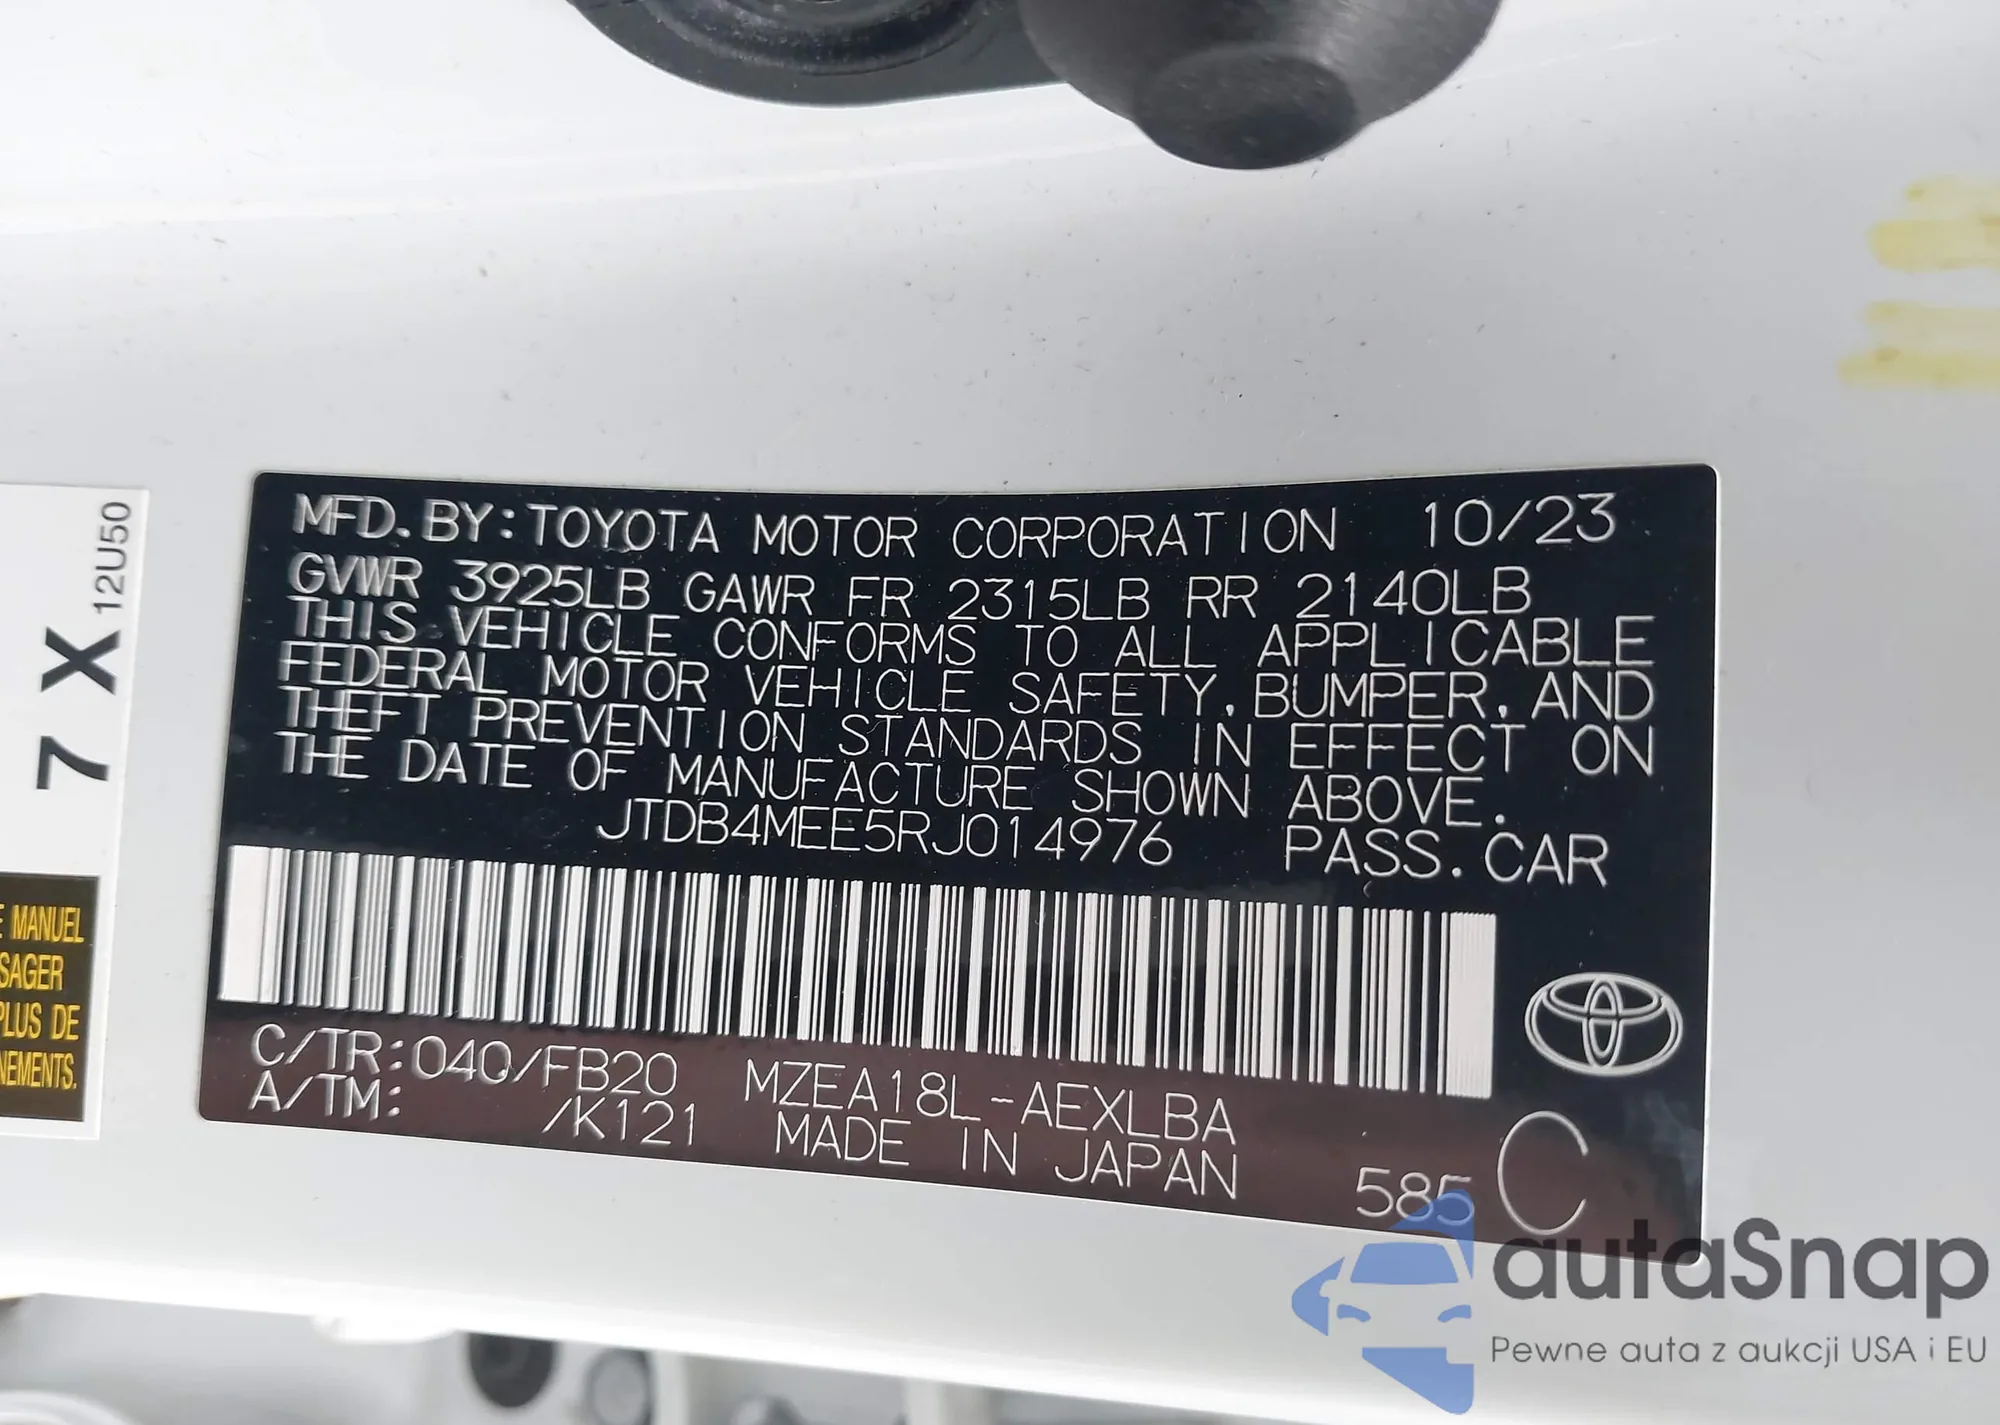 MFD. BY: TOYOTA MOTOR CORPORATION 10/23
GVWR 3925LB GAWR FR 2315LB RR 2140LB
THIS VEHICLE CONFORMS TO ALL APPLICABLE
FEDERAL MOTOR VEHICLE SAFETY, BUMPER, AND
THEFT PREVENTION STANDARDS IN EFFECT ON
THE DATE OF MANUFACTURE SHOWN ABOVE.
JTDB4MEE5RJ014976 PASS. CAR
C/TR: 040/FB20 MZEA18L-AEXLBA
A/TM: /K121 MADE IN JAPAN
585 C
7 X 12U50
MANUEL
PLUS DE
autaSnap
Pewne auta z aukcji USA i EU